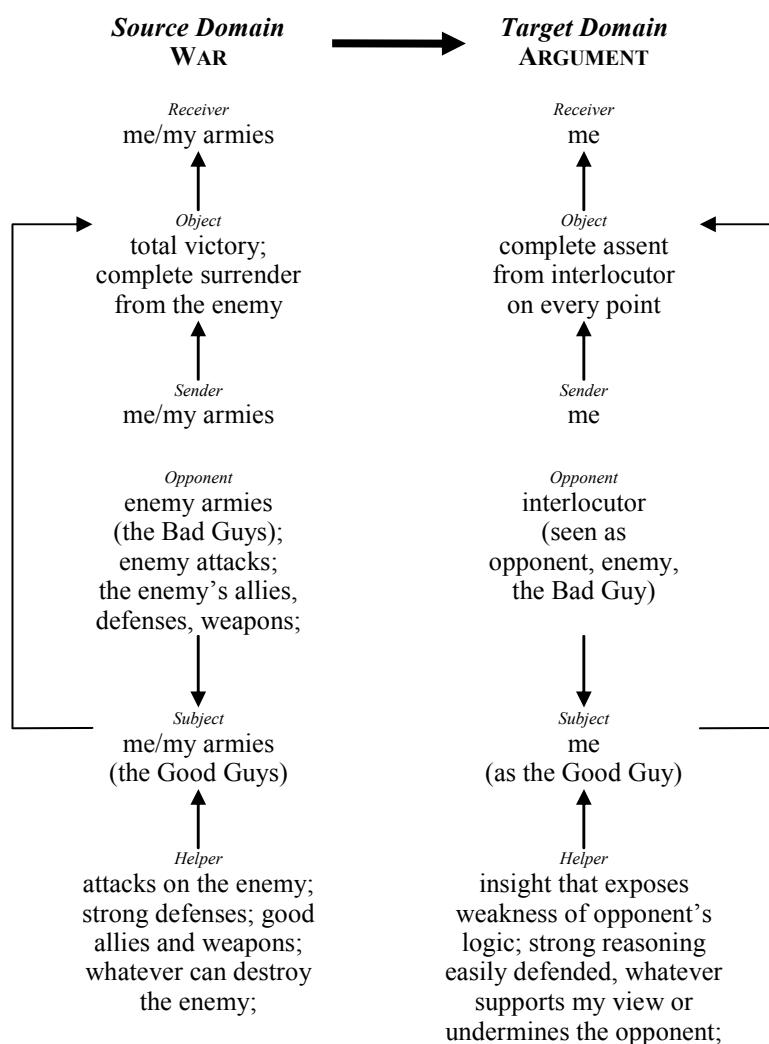 Source Domain
WAR
Receiver
me/my armies
Object
total victory;
complete surrender
from the enemy
Sender
me/my armies
Opponent
enemy armies
(the Bad Guys);
enemy attacks;
the enemy’s allies,
defenses, weapons;
Subject
me/my armies
(the Good Guys)
Helper
attacks on the enemy;
strong defenses; good
allies and weapons;
whatever can destroy
the enemy;
Target Domain
ARGUMENT
Receiver
me
Object
complete assent
from interlocutor
on every point
Sender
me
Opponent
interlocutor
(seen as
opponent, enemy,
the Bad Guy)
Subject
me
(as the Good Guy)
Helper
insight that exposes
weakness of opponent’s
logic; strong reasoning
easily defended, whatever
supports my view or
undermines the opponent;